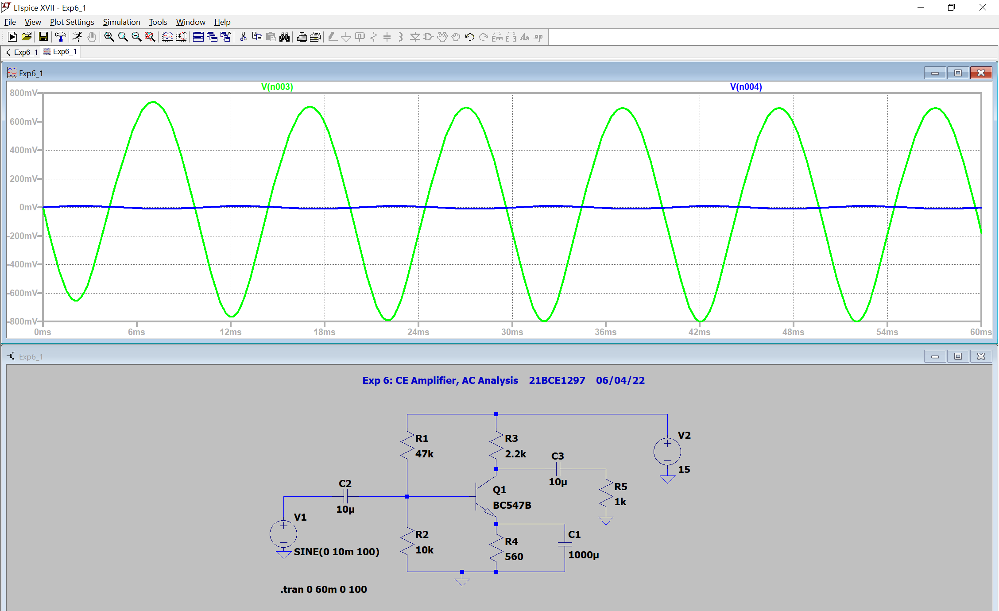 LTspice XVII - Exp6_1
File View Plot Settings Simulation Tools Window Help
Exp6_1 Exp6_1
Exp6_1
V(n003) V(n004)
800mV
600mV
400mV
200mV
0mV
-200mV
-400mV
-600mV
-800mV
0ms 6ms 12ms 18ms 24ms 30ms 36ms 42ms 48ms 54ms 60ms
Exp6_1
Exp 6: CE Amplifier, AC Analysis 21BCE1297 06/04/22
V2
15
R1
47k
R3
2.2k
C3
10µ
R5
1k
C2
10µ
Q1
BC547B
V1
SINE(0 10m 100)
R2
10k
R4
560
C1
1000µ
.tran 0 60m 0 100